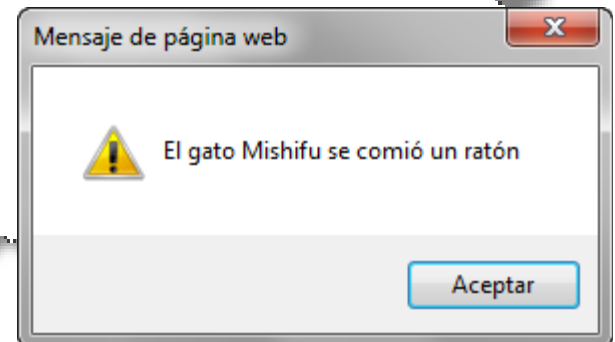 Mensaje de página web
El gato Mishifu se comió un ratón
Aceptar